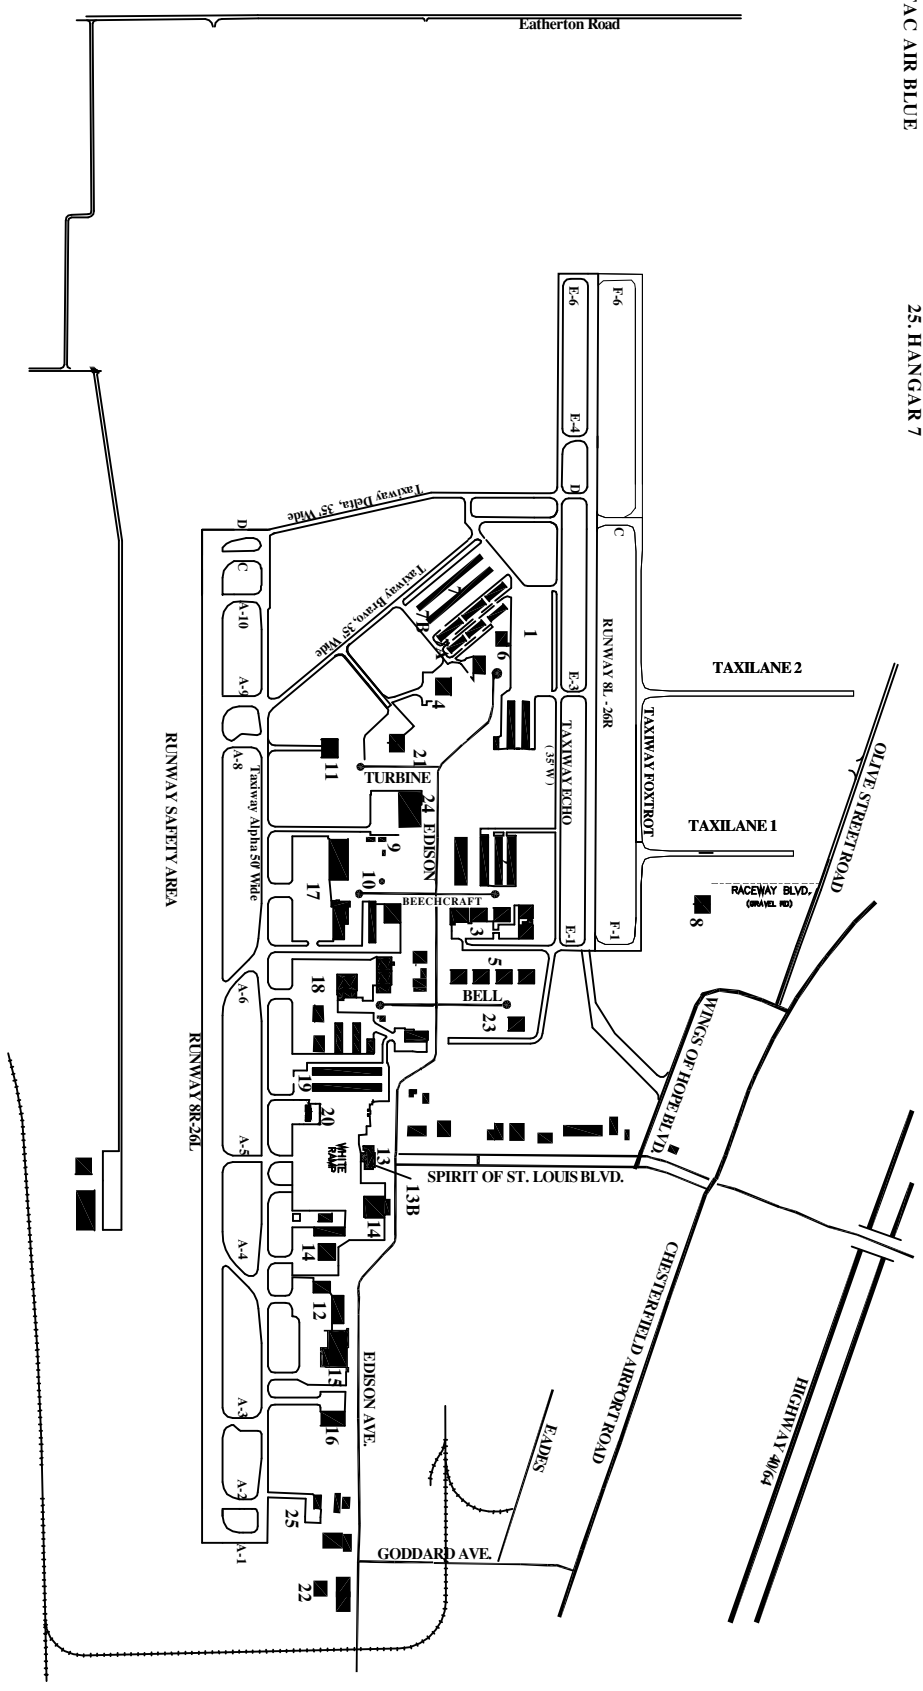 Eatherton Road
FAC AIR BLUE
25. HANGAR 7
E-6
F-6
E-4
D
C
Taxiway Delta, 35' Wide
D
C
A-10
A-9
Taxiway Bravo, 35' Wide
7
7B
1
6
4
E-3
RUNWAY 8L - 26R
TAXILANE 2
TAXIWAY ECHO
( 35' W )
TAXIWAY FOXTROT
OLIVE STREET ROAD
RUNWAY SAFETY AREA
A-8
11
21
TURBINE
Taxiway Alpha 50' Wide
24
EDISON
9
10
17
BEECHCRAFT
3
E-1
F-1
TAXILANE 1
RACEWAY BLVD.
(GRAVEL RD)
8
A-6
18
5
BELL
23
WINGS OF HOPE BLVD.
RUNWAY 8R-26L
19
20
WHITE
RAMP
13
13B
SPIRIT OF ST. LOUIS BLVD.
A-5
14
14
A-4
12
15
16
A-3
EDISON AVE.
CHESTERFIELD AIRPORT ROAD
HIGHWAY 40/64
EADES
A-2
25
A-1
GODDARD AVE.
22